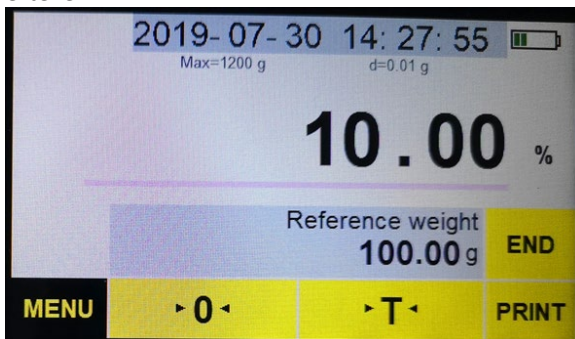 2019-07-30 14:27:55
Max=1200 g d=0.01 g
10.00 %
Reference weight
100.00 g
END
MENU ▸0◂ ▸T◂ PRINT